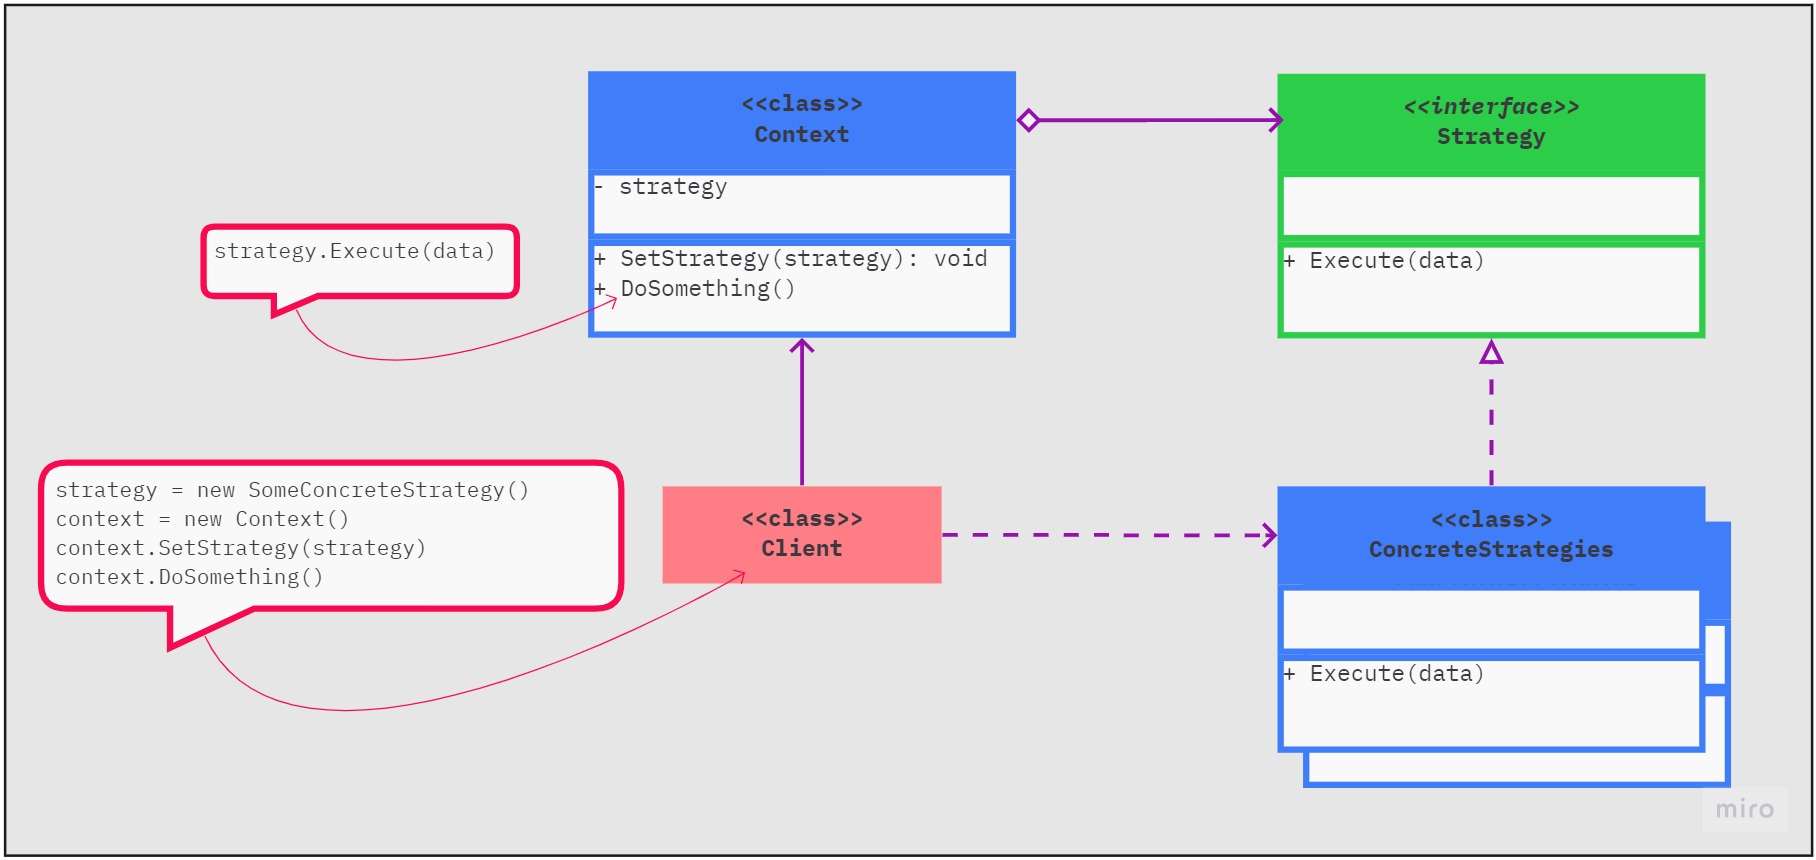 <<class>>
Context
- strategy
+ SetStrategy(strategy): void
+ DoSomething()
<<interface>>
Strategy
+ Execute(data)
strategy.Execute(data)
strategy = new SomeConcreteStrategy()
context = new Context()
context.SetStrategy(strategy)
context.DoSomething()
<<class>>
Client
<<class>>
ConcreteStrategies
+ Execute(data)
miro